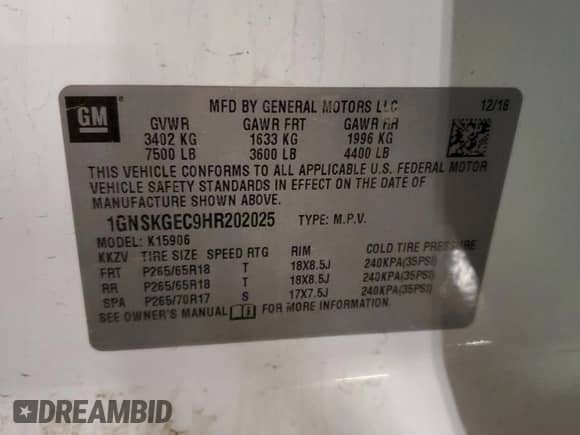 GM
MFD BY GENERAL MOTORS LLC 12/16
GVWR GAWR FRT GAWR RR
3402 KG 1633 KG 1996 KG
7500 LB 3600 LB 4400 LB
THIS VEHICLE CONFORMS TO ALL APPLICABLE U.S. FEDERAL MOTOR
VEHICLE SAFETY STANDARDS IN EFFECT ON THE DATE OF
MANUFACTURE SHOWN ABOVE.
1GNSKGEC9HR202025 TYPE: M.P.V.
MODEL: K15906
KKZV TIRE SIZE SPEED RTG RIM COLD TIRE PRESSURE
FRT P265/65R18 T 18X8.5J 240KPA(35PSI)
RR P265/65R18 T 18X8.5J 240KPA(35PSI)
SPA P265/70R17 S 17X7.5J 240KPA(35PSI)
SEE OWNER'S MANUAL FOR MORE INFORMATION.
DREAMBID